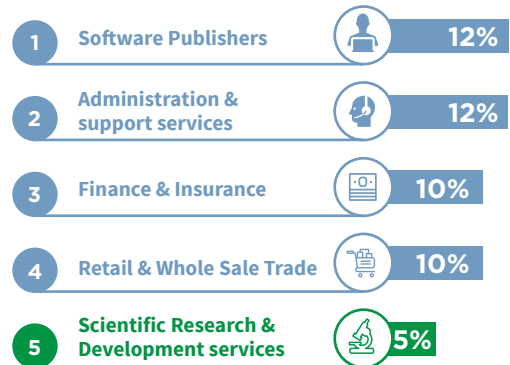 1 Software Publishers 12%
2 Administration &
support services 12%
3 Finance & Insurance 10%
4 Retail & Whole Sale Trade 10%
5 Scientific Research &
Development services 5%